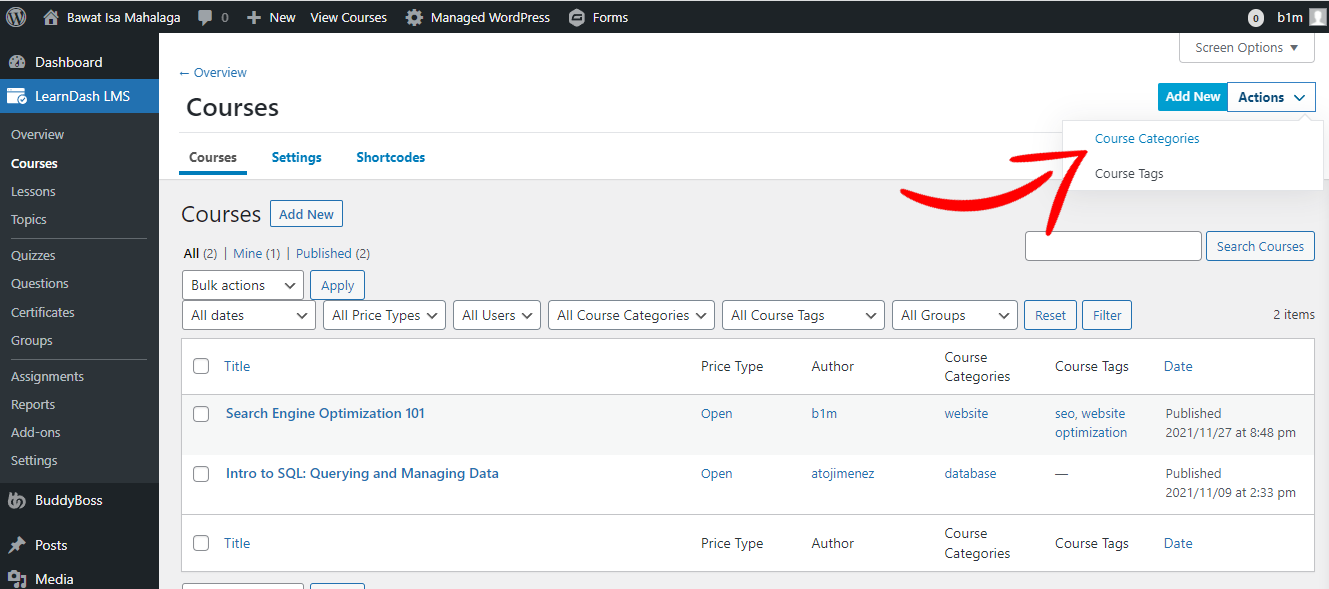 Bawat Isa Mahalaga 0 New View Courses Managed WordPress Forms 0 b1m
Screen Options
Dashboard
LearnDash LMS
Overview
Courses
Lessons
Topics
Quizzes
Questions
Certificates
Groups
Assignments
Reports
Add-ons
Settings
BuddyBoss
Posts
Media
← Overview
Courses
Add New Actions
Course Categories
Course Tags
Courses Settings Shortcodes
Courses Add New
All (2) | Mine (1) | Published (2)
Search Courses
Bulk actions Apply
All dates All Price Types All Users All Course Categories All Course Tags All Groups Reset Filter 2 items
Title Price Type Author Course Categories Course Tags Date
Search Engine Optimization 101 Open b1m website seo, website optimization Published 2021/11/27 at 8:48 pm
Intro to SQL: Querying and Managing Data Open atojimenez database — Published 2021/11/09 at 2:33 pm
Title Price Type Author Course Categories Course Tags Date